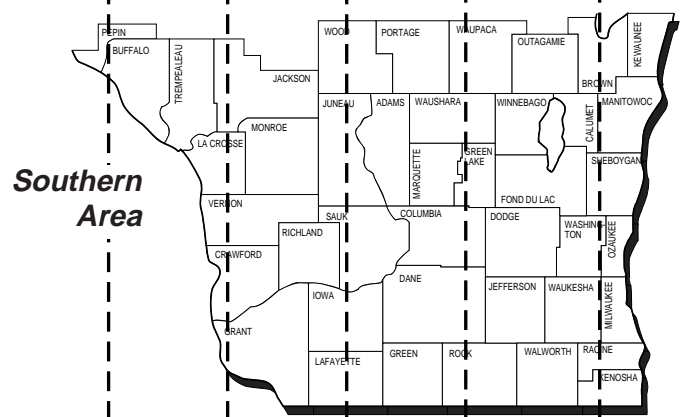 PEPIN
WOOD
PORTAGE
WAUPACA
OUTAGAMIE
KEWAUNEE
BUFFALO
TREMPEALEAU
JACKSON
BROWN
JUNEAU
ADAMS
WAUSHARA
WINNEBAGO
CALUMET
MANITOWOC
MONROE
LA CROSSE
MARQUETTE
GREEN
LAKE
SHEBOYGAN
Southern
Area
VERNON
FOND DU LAC
SAUK
COLUMBIA
DODGE
WASHING-
TON
OZAUKEE
RICHLAND
CRAWFORD
DANE
IOWA
JEFFERSON
WAUKESHA
MILWAUKEE
GRANT
LAFAYETTE
GREEN
ROCK
WALWORTH
RACINE
KENOSHA